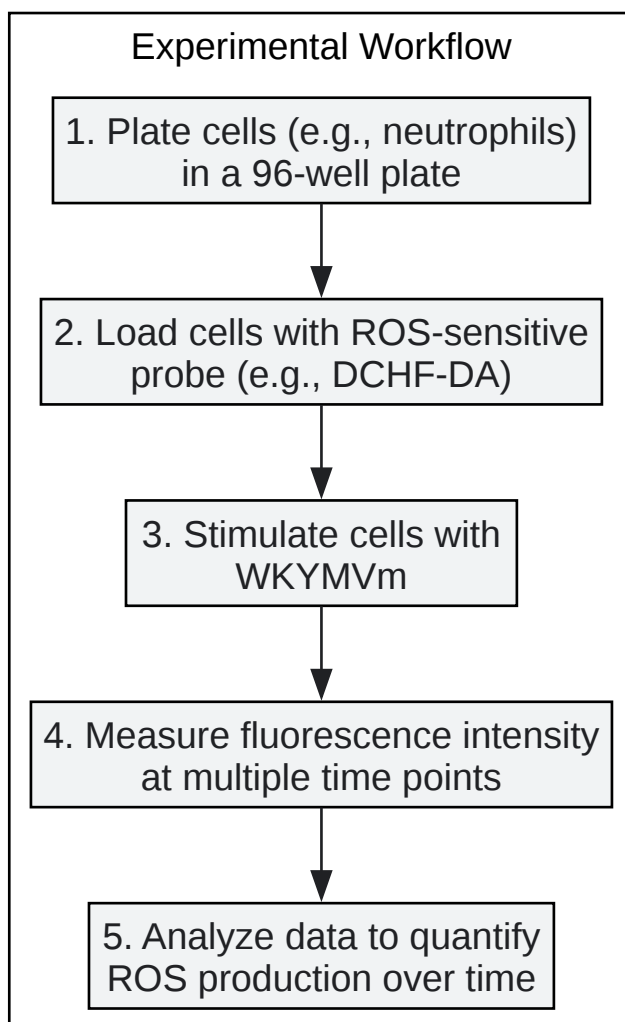 Experimental Workflow
1. Plate cells (e.g., neutrophils)
in a 96-well plate
2. Load cells with ROS-sensitive
probe (e.g., DCHF-DA)
3. Stimulate cells with
WKYMVm
4. Measure fluorescence intensity
at multiple time points
5. Analyze data to quantify
ROS production over time